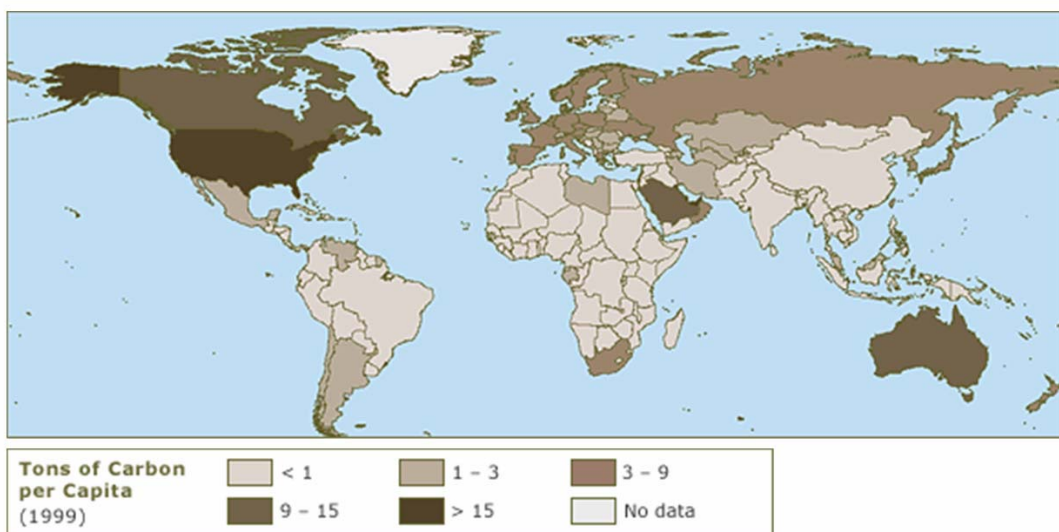 Tons of Carbon
per Capita
(1999)
< 1
1 – 3
3 – 9
9 – 15
> 15
No data